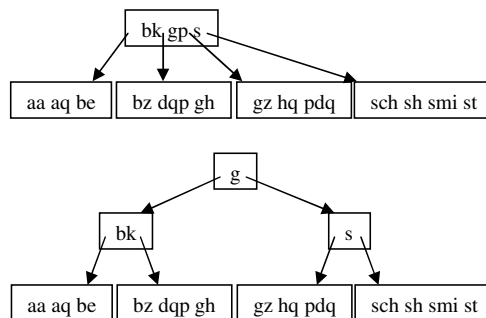 bk gp s
aa aq be bz dqp gh gz hq pdq sch sh smi st
g
bk s
aa aq be bz dqp gh gz hq pdq sch sh smi st